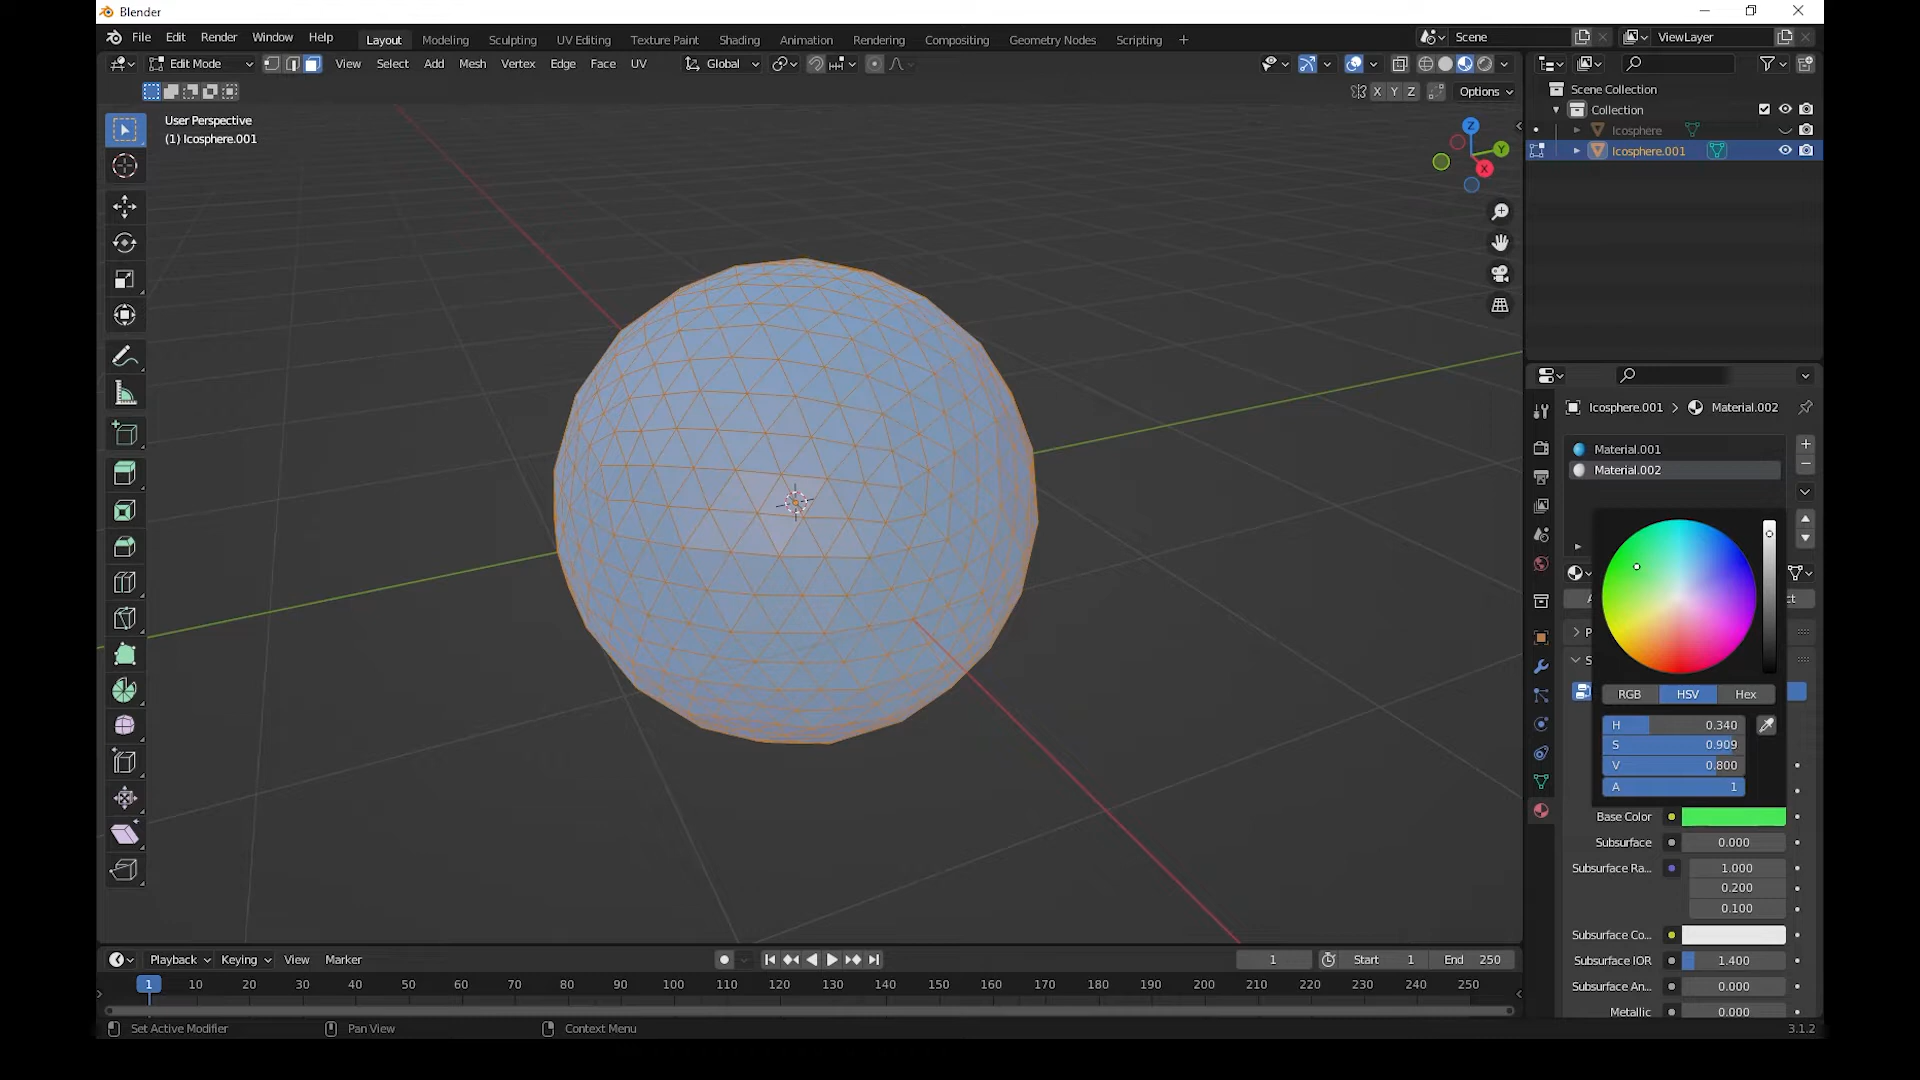 Blender
File Edit Render Window Help
Layout Modeling Sculpting UV Editing Texture Paint Shading Animation Rendering Compositing Geometry Nodes Scripting +
Scene
ViewLayer
Edit Mode View Select Add Mesh Vertex Edge Face UV Global
X Y Z Options
User Perspective
(1) Icosphere.001
Z
Y
X
Scene Collection
Collection
Icosphere
Icosphere.001
Icosphere.001 > Material.002
Material.001
Material.002
RGB HSV Hex
H 0.340
S 0.909
V 0.800
A 1
Base Color
Subsurface 0.000
Subsurface Ra... 1.000
0.200
0.100
Subsurface Co...
Subsurface IOR 1.400
Subsurface An... 0.000
Metallic 0.000
Playback Keying View Marker
1 Start 1 End 250
1 10 20 30 40 50 60 70 80 90 100 110 120 130 140 150 160 170 180 190 200 210 220 230 240 250
Set Active Modifier Pan View Context Menu
3.1.2